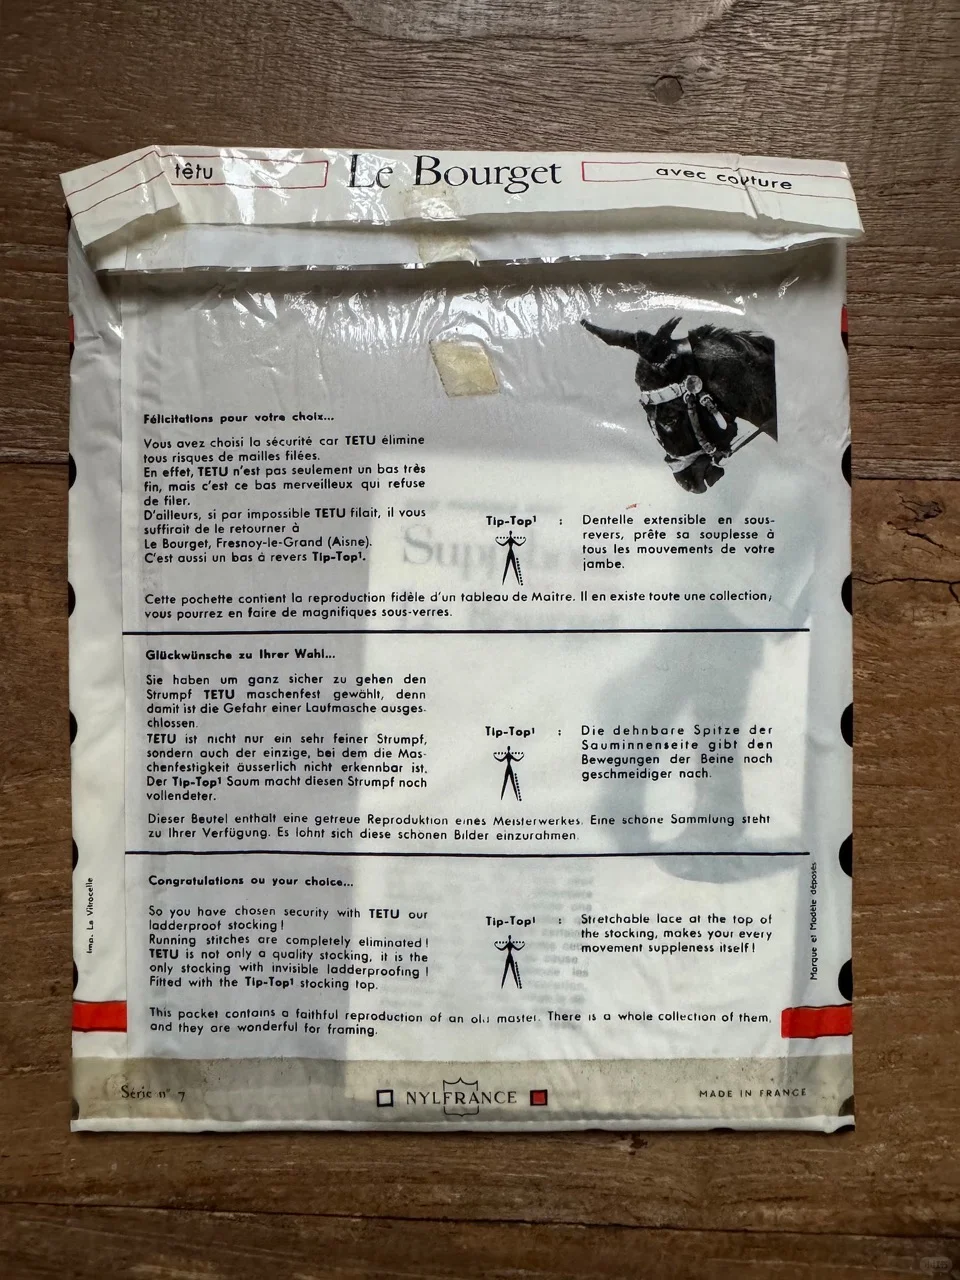 têtu Le Bourget avec couture
Félicitations pour votre choix...
Vous avez choisi la sécurité car TETU élimine
tous risques de mailles filées.
En effet, TETU n'est pas seulement un bas très
fin, mais c'est ce bas merveilleux qui refuse
de filer.
D'ailleurs, si par impossible TETU filait, il vous
suffirait de le retourner à
Le Bourget, Fresnoy-le-Grand (Aisne).
C'est aussi un bas à revers Tip-Top¹.
Tip-Top¹ : Dentelle extensible en sous-
revers, prête sa souplesse à
tous les mouvements de votre
jambe.
Cette pochette contient la reproduction fidèle d'un tableau de Maitre. Il en existe toute une collection,
vous pourrez en faire de magnifiques sous-verres.
Glückwünsche zu Ihrer Wahl...
Sie haben um ganz sicher zu gehen den
Strumpf TETU maschenfest gewählt, denn
damit ist die Gefahr einer Laufmasche ausges-
chlossen.
TETU ist nicht nur ein sehr feiner Strumpf,
sondern auch der einzige, bei dem die Mas-
chenfestigkeit äusserlich nicht erkennbar ist.
Der Tip-Top¹ Saum macht diesen Strumpf noch
vollendeter.
Tip-Top¹ : Die dehnbare Spitze der
Sauminnenseite gibt den
Bewegungen der Beine noch
geschmeidiger nach.
Dieser Beutel enthalt eine getreue Reproduktion eines Meisterwerkes. Eine schone Sammlung steht
zu Ihrer Verfügung. Es lohnt sich diese schonen Bilder einzurahmen.
Congratulations ou your choice...
So you have chosen security with TETU our
ladderproof stocking !
Running stitches are completely eliminated !
TETU is not only a quality stocking, it is the
only stocking with invisible ladderproofing !
Fitted with the Tip-Top¹ stocking top.
Tip-Top¹ : Stretchable lace at the top of
the stocking, makes your every
movement suppleness itself !
This packet contains a faithful reproduction of an old master. There is a whole collection of them,
and they are wonderful for framing.
Imp. La Vitrocelle
Marque et Modèle déposés
Série n° 7 NYLFRANCE MADE IN FRANCE